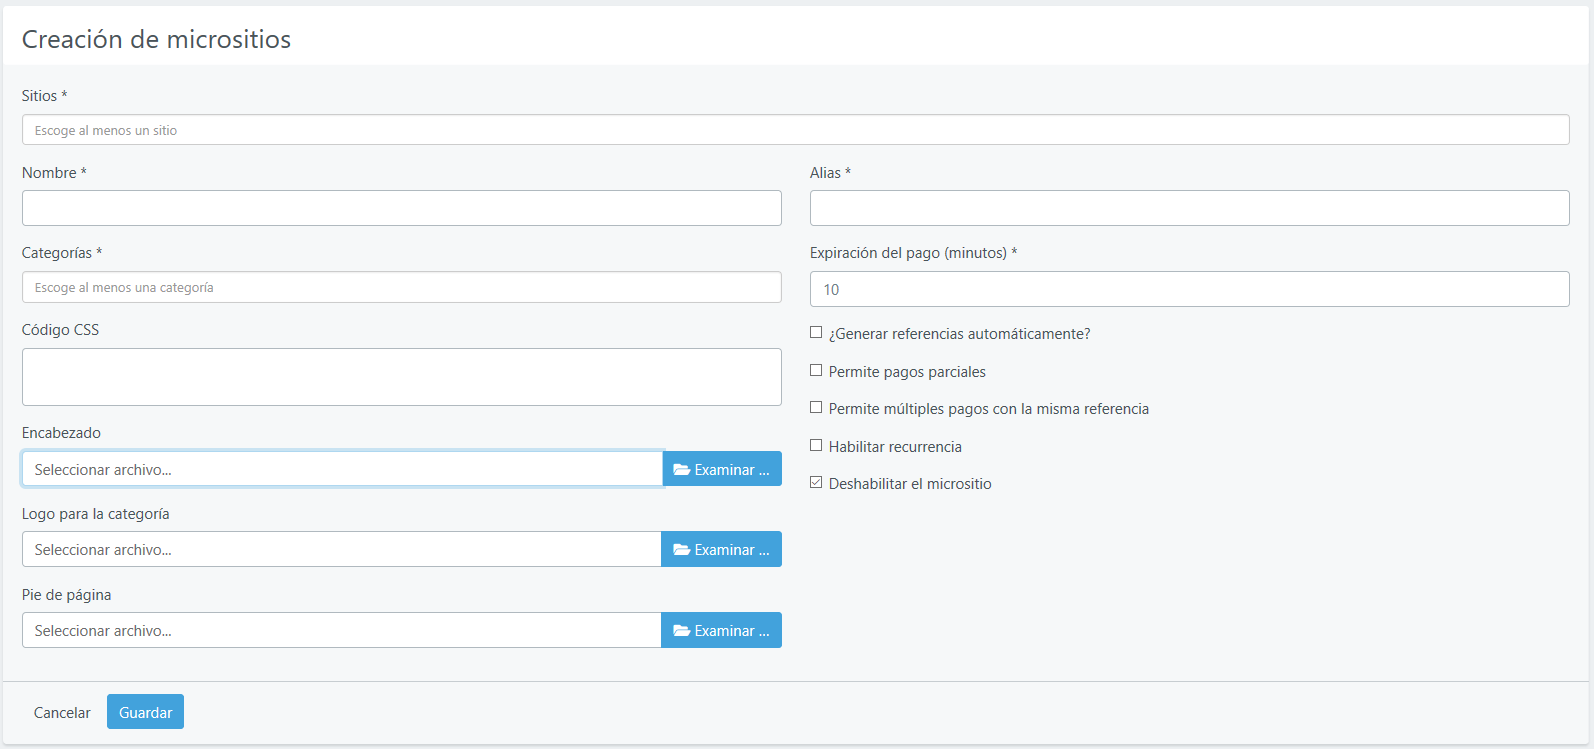 Creación de micrositios
Sitios *
Escoge al menos un sitio
Nombre *
Alias *
Categorías *
Escoge al menos una categoría
Expiración del pago (minutos) *
10
Código CSS
¿Generar referencias automáticamente?
Permite pagos parciales
Permite múltiples pagos con la misma referencia
Habilitar recurrencia
Deshabilitar el micrositio
Encabezado
Seleccionar archivo...
Examinar ...
Logo para la categoría
Seleccionar archivo...
Examinar ...
Pie de página
Seleccionar archivo...
Examinar ...
Cancelar
Guardar